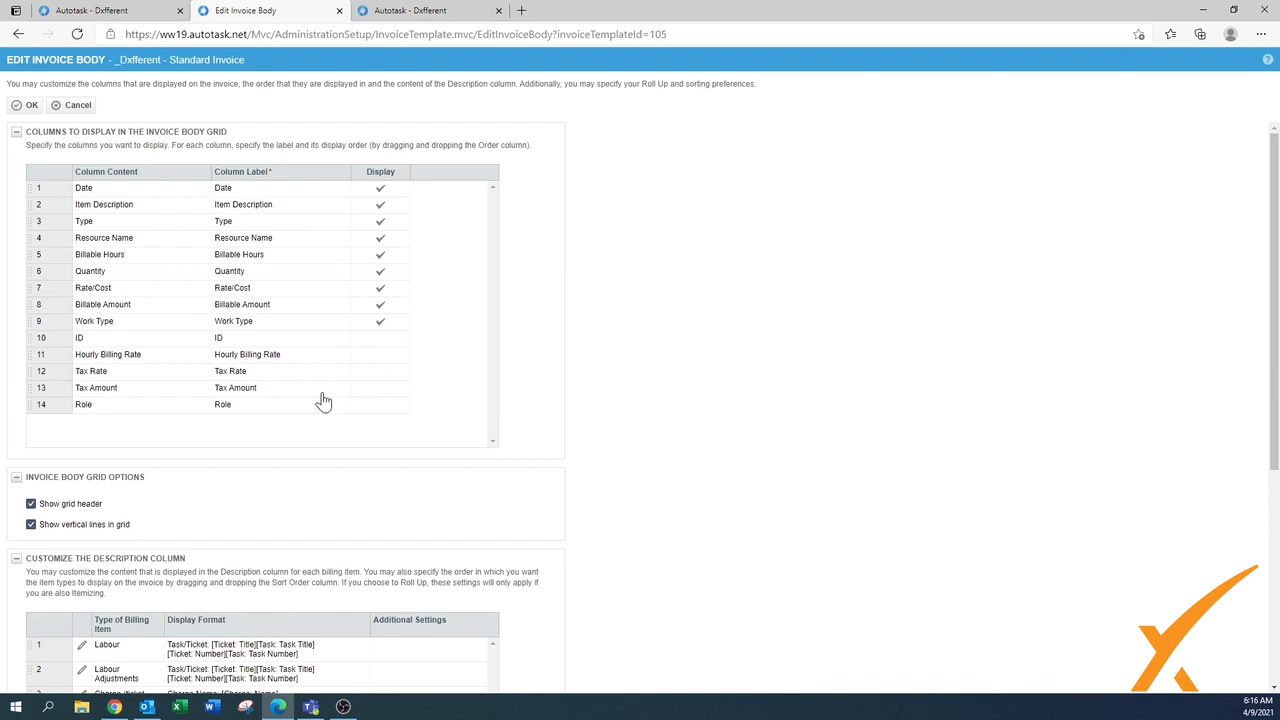 Autotask - Dxfferent
Edit Invoice Body
Autotask - Dxfferent
https://ww19.autotask.net/Mvc/AdministrationSetup/InvoiceTemplate.mvc/EditInvoiceBody?invoiceTemplateId=105
EDIT INVOICE BODY - _Dxfferent - Standard Invoice
You may customize the columns that are displayed on the invoice, the order that they are displayed in and the content of the Description column. Additionally, you may specify your Roll Up and sorting preferences.
OK Cancel
COLUMNS TO DISPLAY IN THE INVOICE BODY GRID
Specify the columns you want to display. For each column, specify the label and its display order (by dragging and dropping the Order column).
Column Content Column Label* Display
1 Date Date
2 Item Description Item Description
3 Type Type
4 Resource Name Resource Name
5 Billable Hours Billable Hours
6 Quantity Quantity
7 Rate/Cost Rate/Cost
8 Billable Amount Billable Amount
9 Work Type Work Type
10 ID ID
11 Hourly Billing Rate Hourly Billing Rate
12 Tax Rate Tax Rate
13 Tax Amount Tax Amount
14 Role Role
INVOICE BODY GRID OPTIONS
Show grid header
Show vertical lines in grid
CUSTOMIZE THE DESCRIPTION COLUMN
You may customize the content that is displayed in the Description column for each billing item. You may also specify the order in which you want
the item types to display on the invoice by dragging and dropping the Sort Order column. If you choose to Roll Up, these settings will only apply if
you are also Itemizing.
Type of Billing Item Display Format Additional Settings
1 Labour Task/Ticket: [Ticket: Title][Task: Task Title]
[Ticket: Number][Task: Task Number]
2 Labour Adjustments Task/Ticket: [Ticket: Title][Task: Task Title]
[Ticket: Number][Task: Task Number]
6:16 AM
4/9/2021